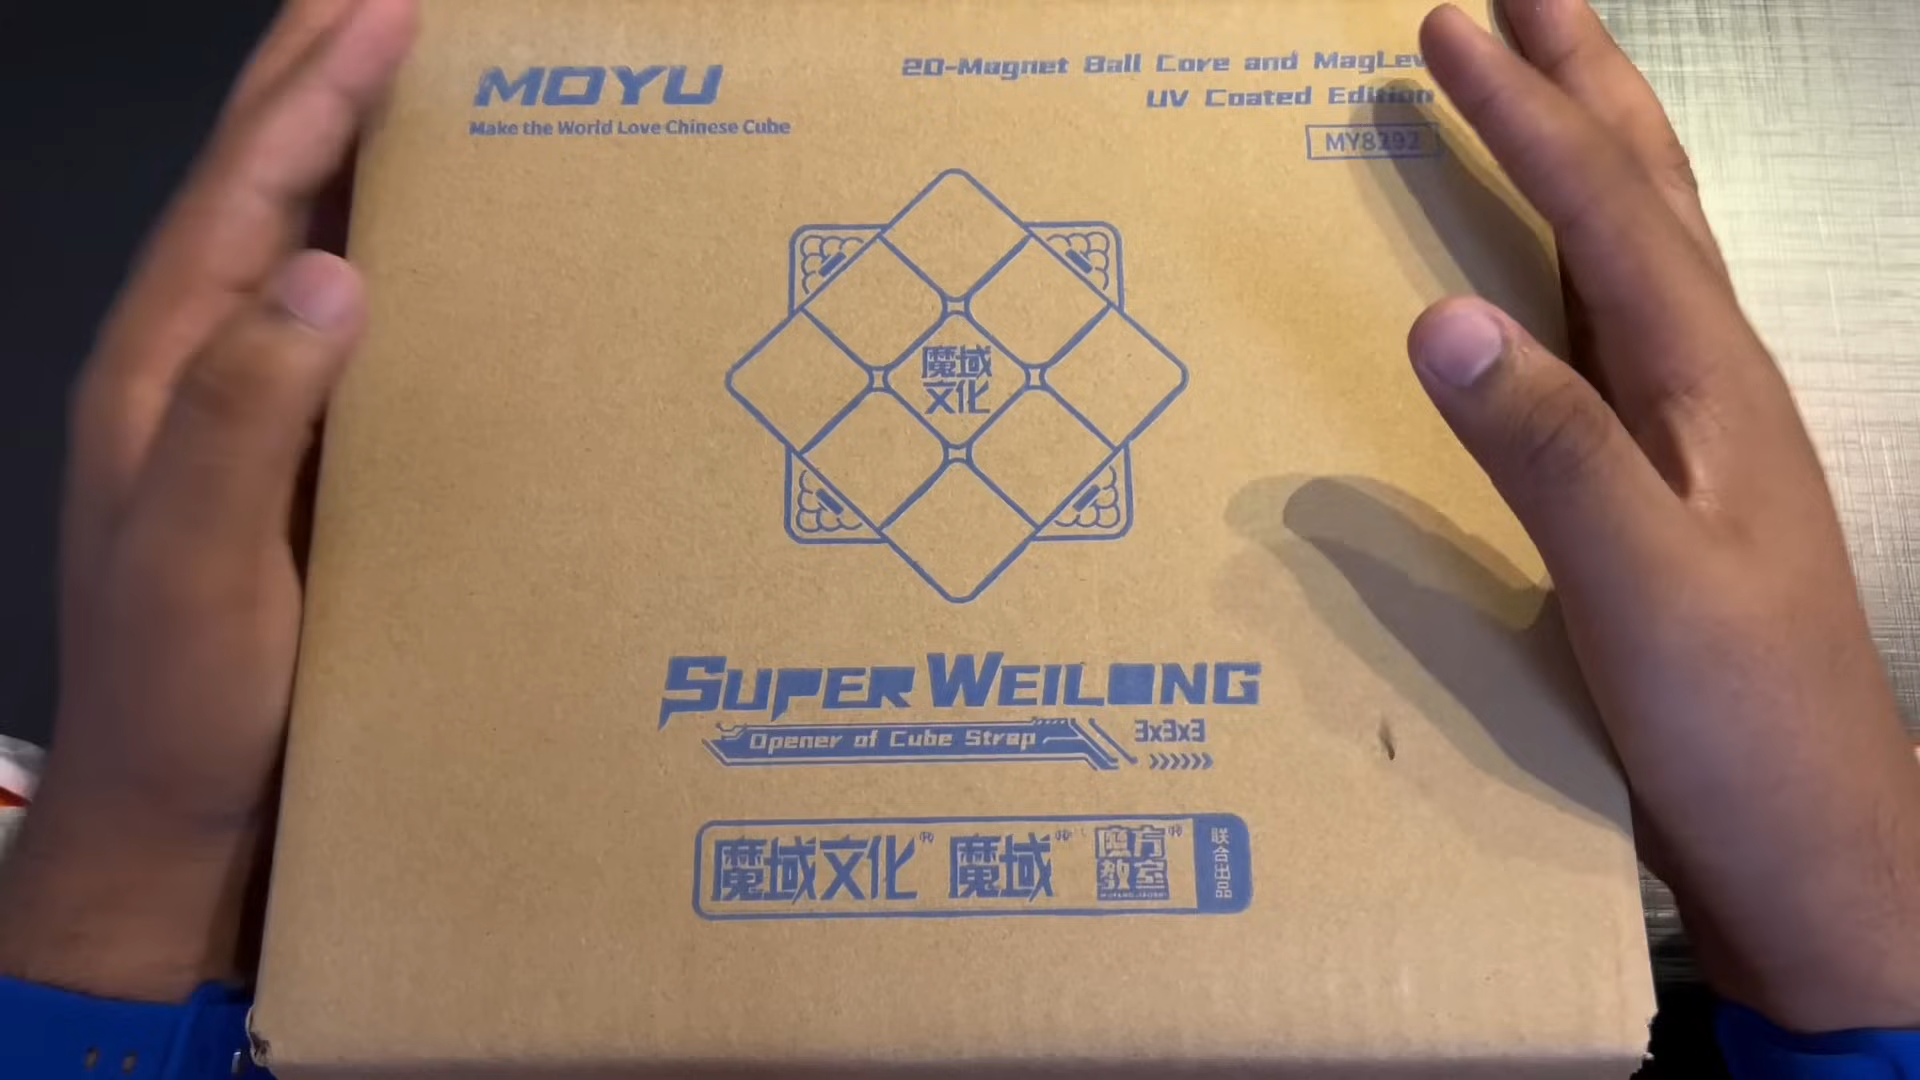 MOYU
Make the World Love Chinese Cube
20-Magnet Ball Core and MagLev
UV Coated Edition
MY8292
魔域
文化
SUPER WEILONG
Opener of Cube Strap
3x3x3
魔域文化® 魔域® 魔方教室®
联合出品